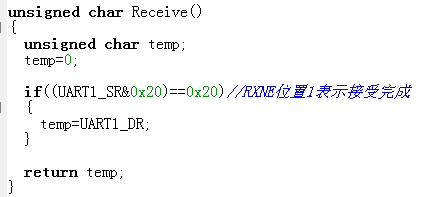 unsigned char Receive()
{
unsigned char temp;
temp=0;
if((UART1_SR&0x20)==0x20)//RXNE位置1表示接受完成
{
temp=UART1_DR;
}
return temp;
}